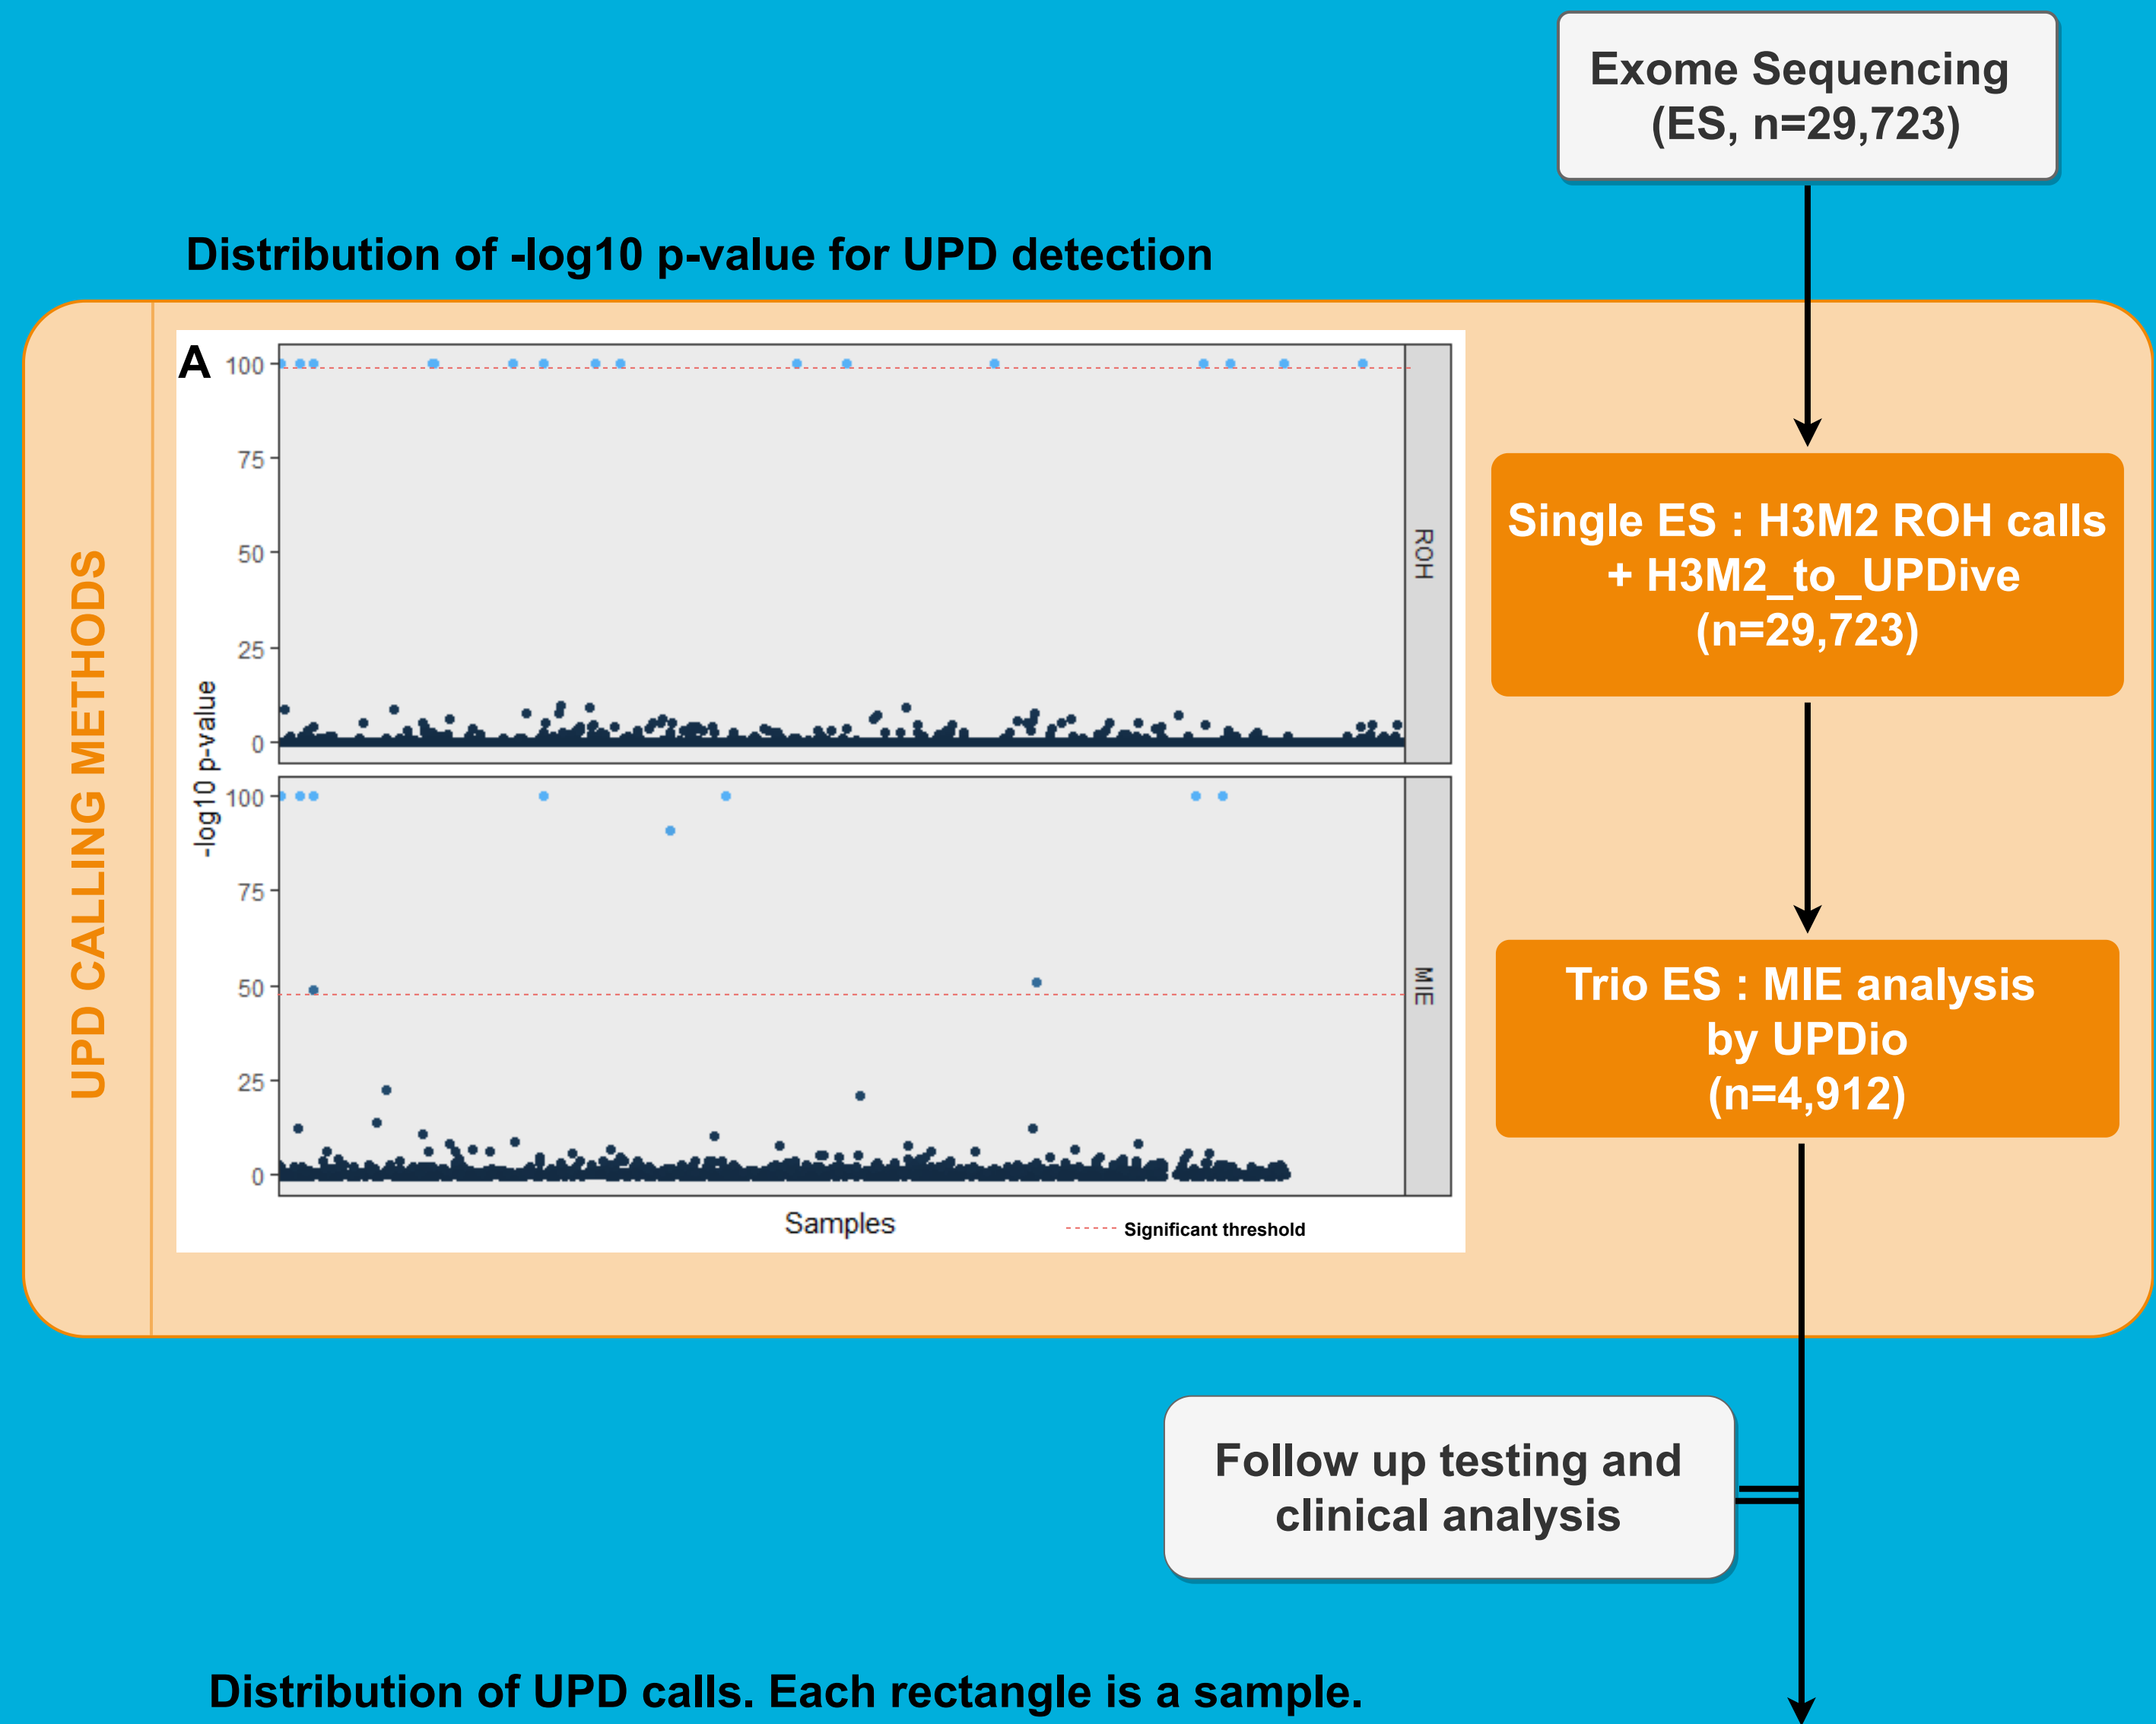 Exome Sequencing
(ES, n=29,723)
Distribution of -log10 p-value for UPD detection
UPD CALLING METHODS
A
100
75
50
25
0
ROH
-log10 p-value
100
75
50
25
0
MIE
Samples
Significant threshold
Single ES : H3M2 ROH calls
+ H3M2_to_UPDive
(n=29,723)
Trio ES : MIE analysis
by UPDio
(n=4,912)
Follow up testing and
clinical analysis
Distribution of UPD calls. Each rectangle is a sample.